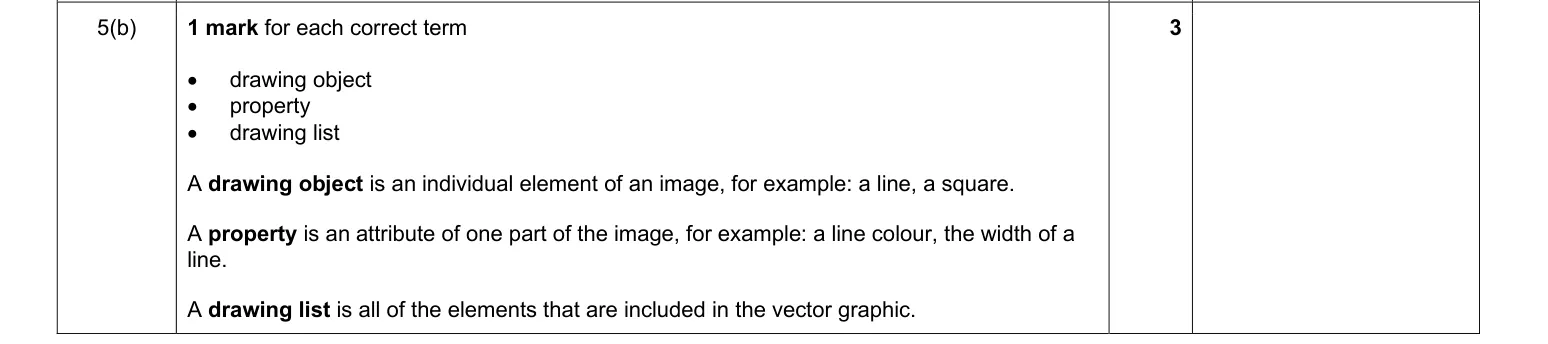 5(b) 1 mark for each correct term 3
• drawing object
• property
• drawing list
A drawing object is an individual element of an image, for example: a line, a square.
A property is an attribute of one part of the image, for example: a line colour, the width of a
line.
A drawing list is all of the elements that are included in the vector graphic.